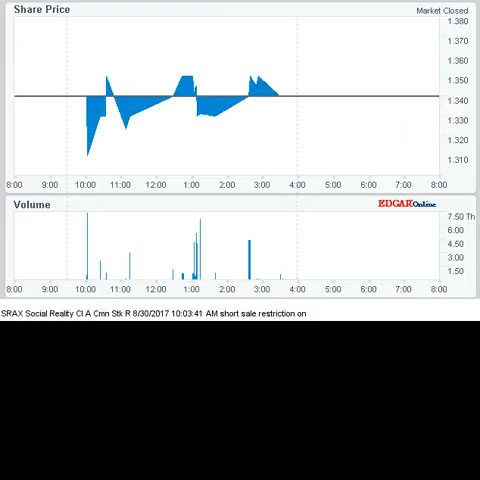 Share Price
Market Closed
1.380
1.370
1.360
1.350
1.340
1.330
1.320
1.310
8:00 9:00 10:00 11:00 12:00 1:00 2:00 3:00 4:00 5:00 6:00 7:00 8:00
Volume
EDGAR Online
7.50 Th
6.00
4.50
3.00
1.50
8:00 9:00 10:00 11:00 12:00 1:00 2:00 3:00 4:00 5:00 6:00 7:00 8:00
SRAX Social Reality Cl A Cmn Stk R 8/30/2017 10:03:41 AM short sale restriction on